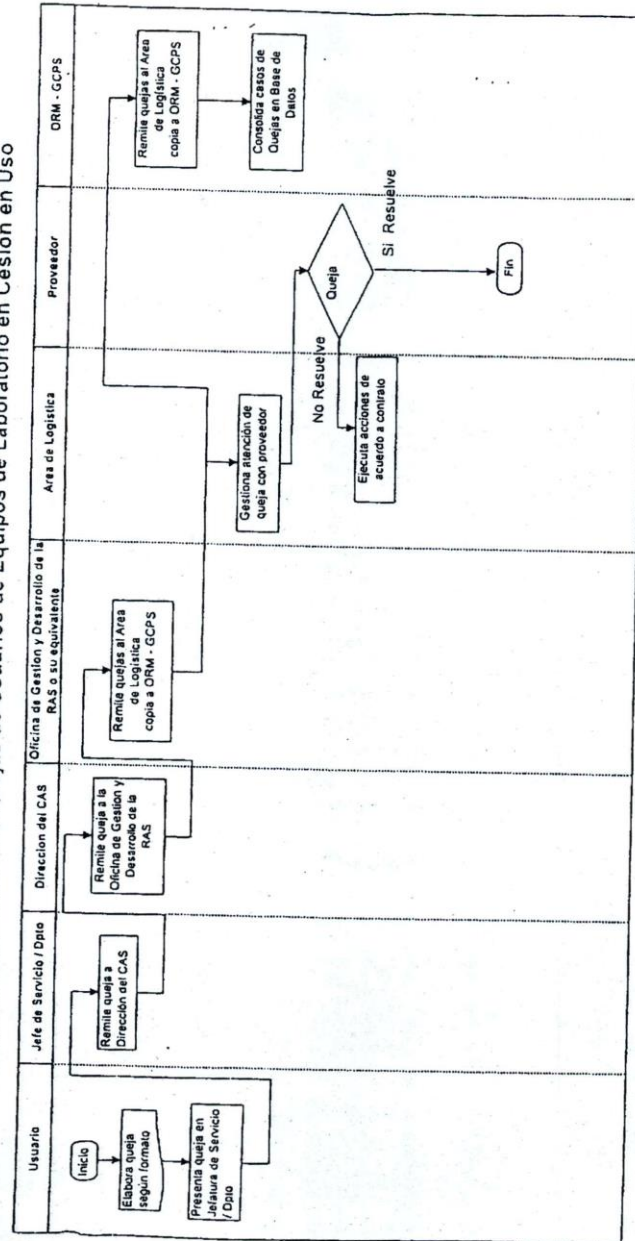 Usuarios de Equipos de Laboratorio en Cesión en Uso
Usuario
Jefe de Servicio / Dpto
Direccion del CAS
Oficina de Gestion y Desarrollo de la
RAS o su equivalente
Area de Logistica
Proveedor
ORM - GCPS
Inicio
Elabora queja
según formato
Presenta queja en
Jefatura de Servicio
/ Dpto
Remite queja a
Dirección del CAS
Remite queja a la
Oficina de Gestion y
Desarrollo de la
RAS
Remite quejas al Area
de Logística
copia a ORM - GCPS
Gestiona atención de
queja con proveedor
No Resuelve
Ejecuta acciones de
acuerdo a contrato
Queja
Si Resuelve
Fin
Remite quejas al Area
de Logística
copia a ORM - GCPS
Consolida casos de
Quejas en Base de
Datos